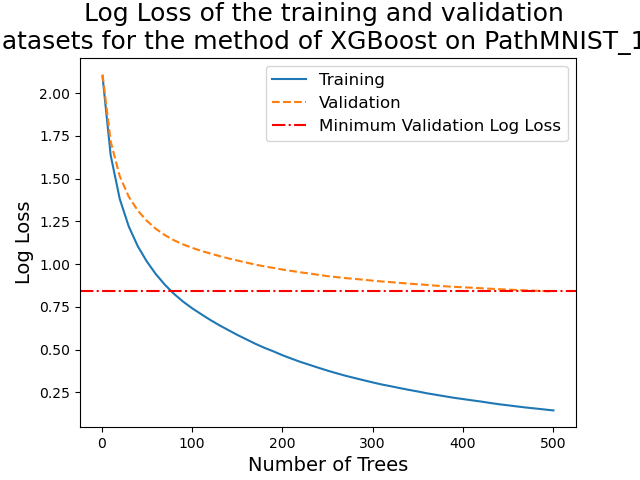 Log Loss of the training and validation
atasets for the method of XGBoost on PathMNIST_1
Training
Validation
Minimum Validation Log Loss
Log Loss
2.00
1.75
1.50
1.25
1.00
0.75
0.50
0.25
0 100 200 300 400 500
Number of Trees